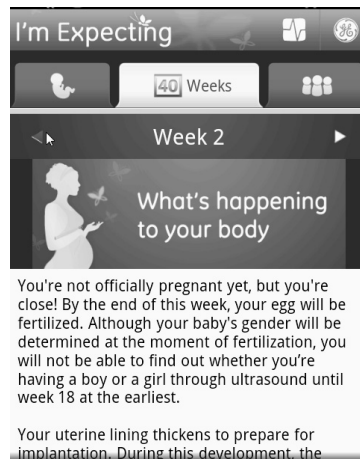 I'm Expecting
40 Weeks
Week 2
What's happening
to your body
You're not officially pregnant yet, but you're
close! By the end of this week, your egg will be
fertilized. Although your baby's gender will be
determined at the moment of fertilization, you
will not be able to find out whether you're
having a boy or a girl through ultrasound until
week 18 at the earliest.
Your uterine lining thickens to prepare for
implantation. During this development, the